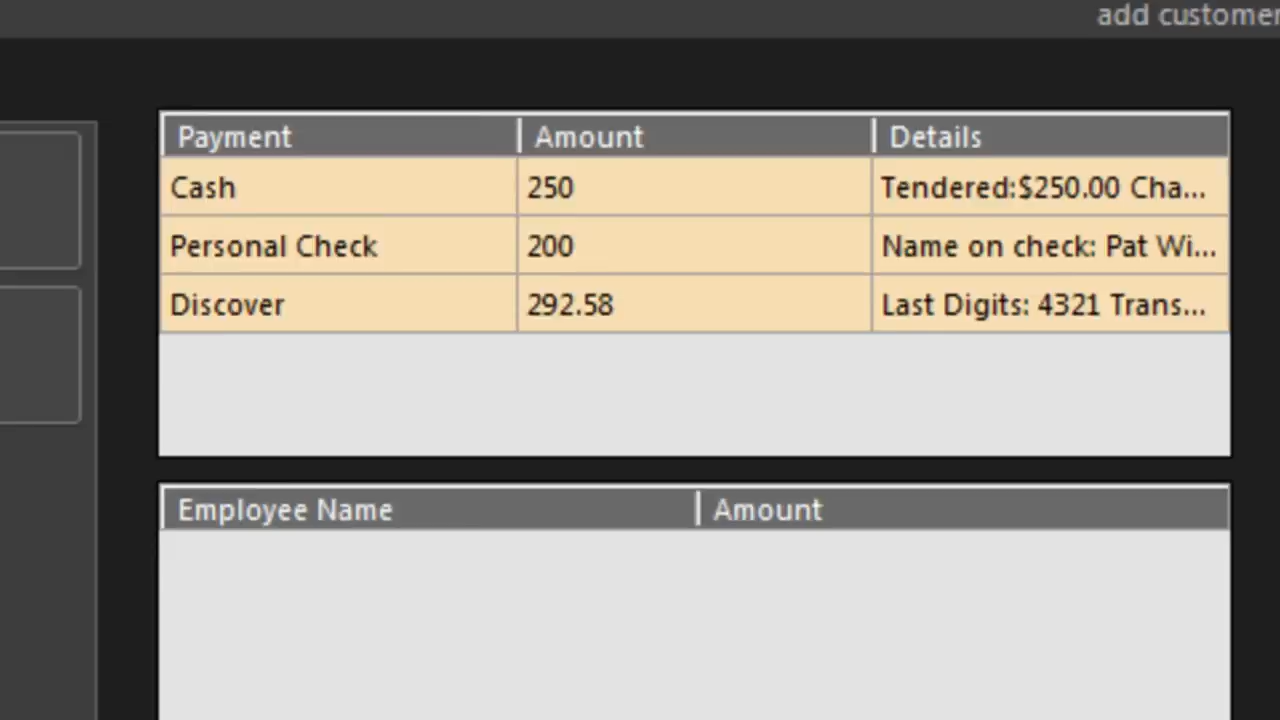 add customer
Payment Amount Details
Cash 250 Tendered:$250.00 Cha...
Personal Check 200 Name on check: Pat Wi...
Discover 292.58 Last Digits: 4321 Trans...
Employee Name Amount